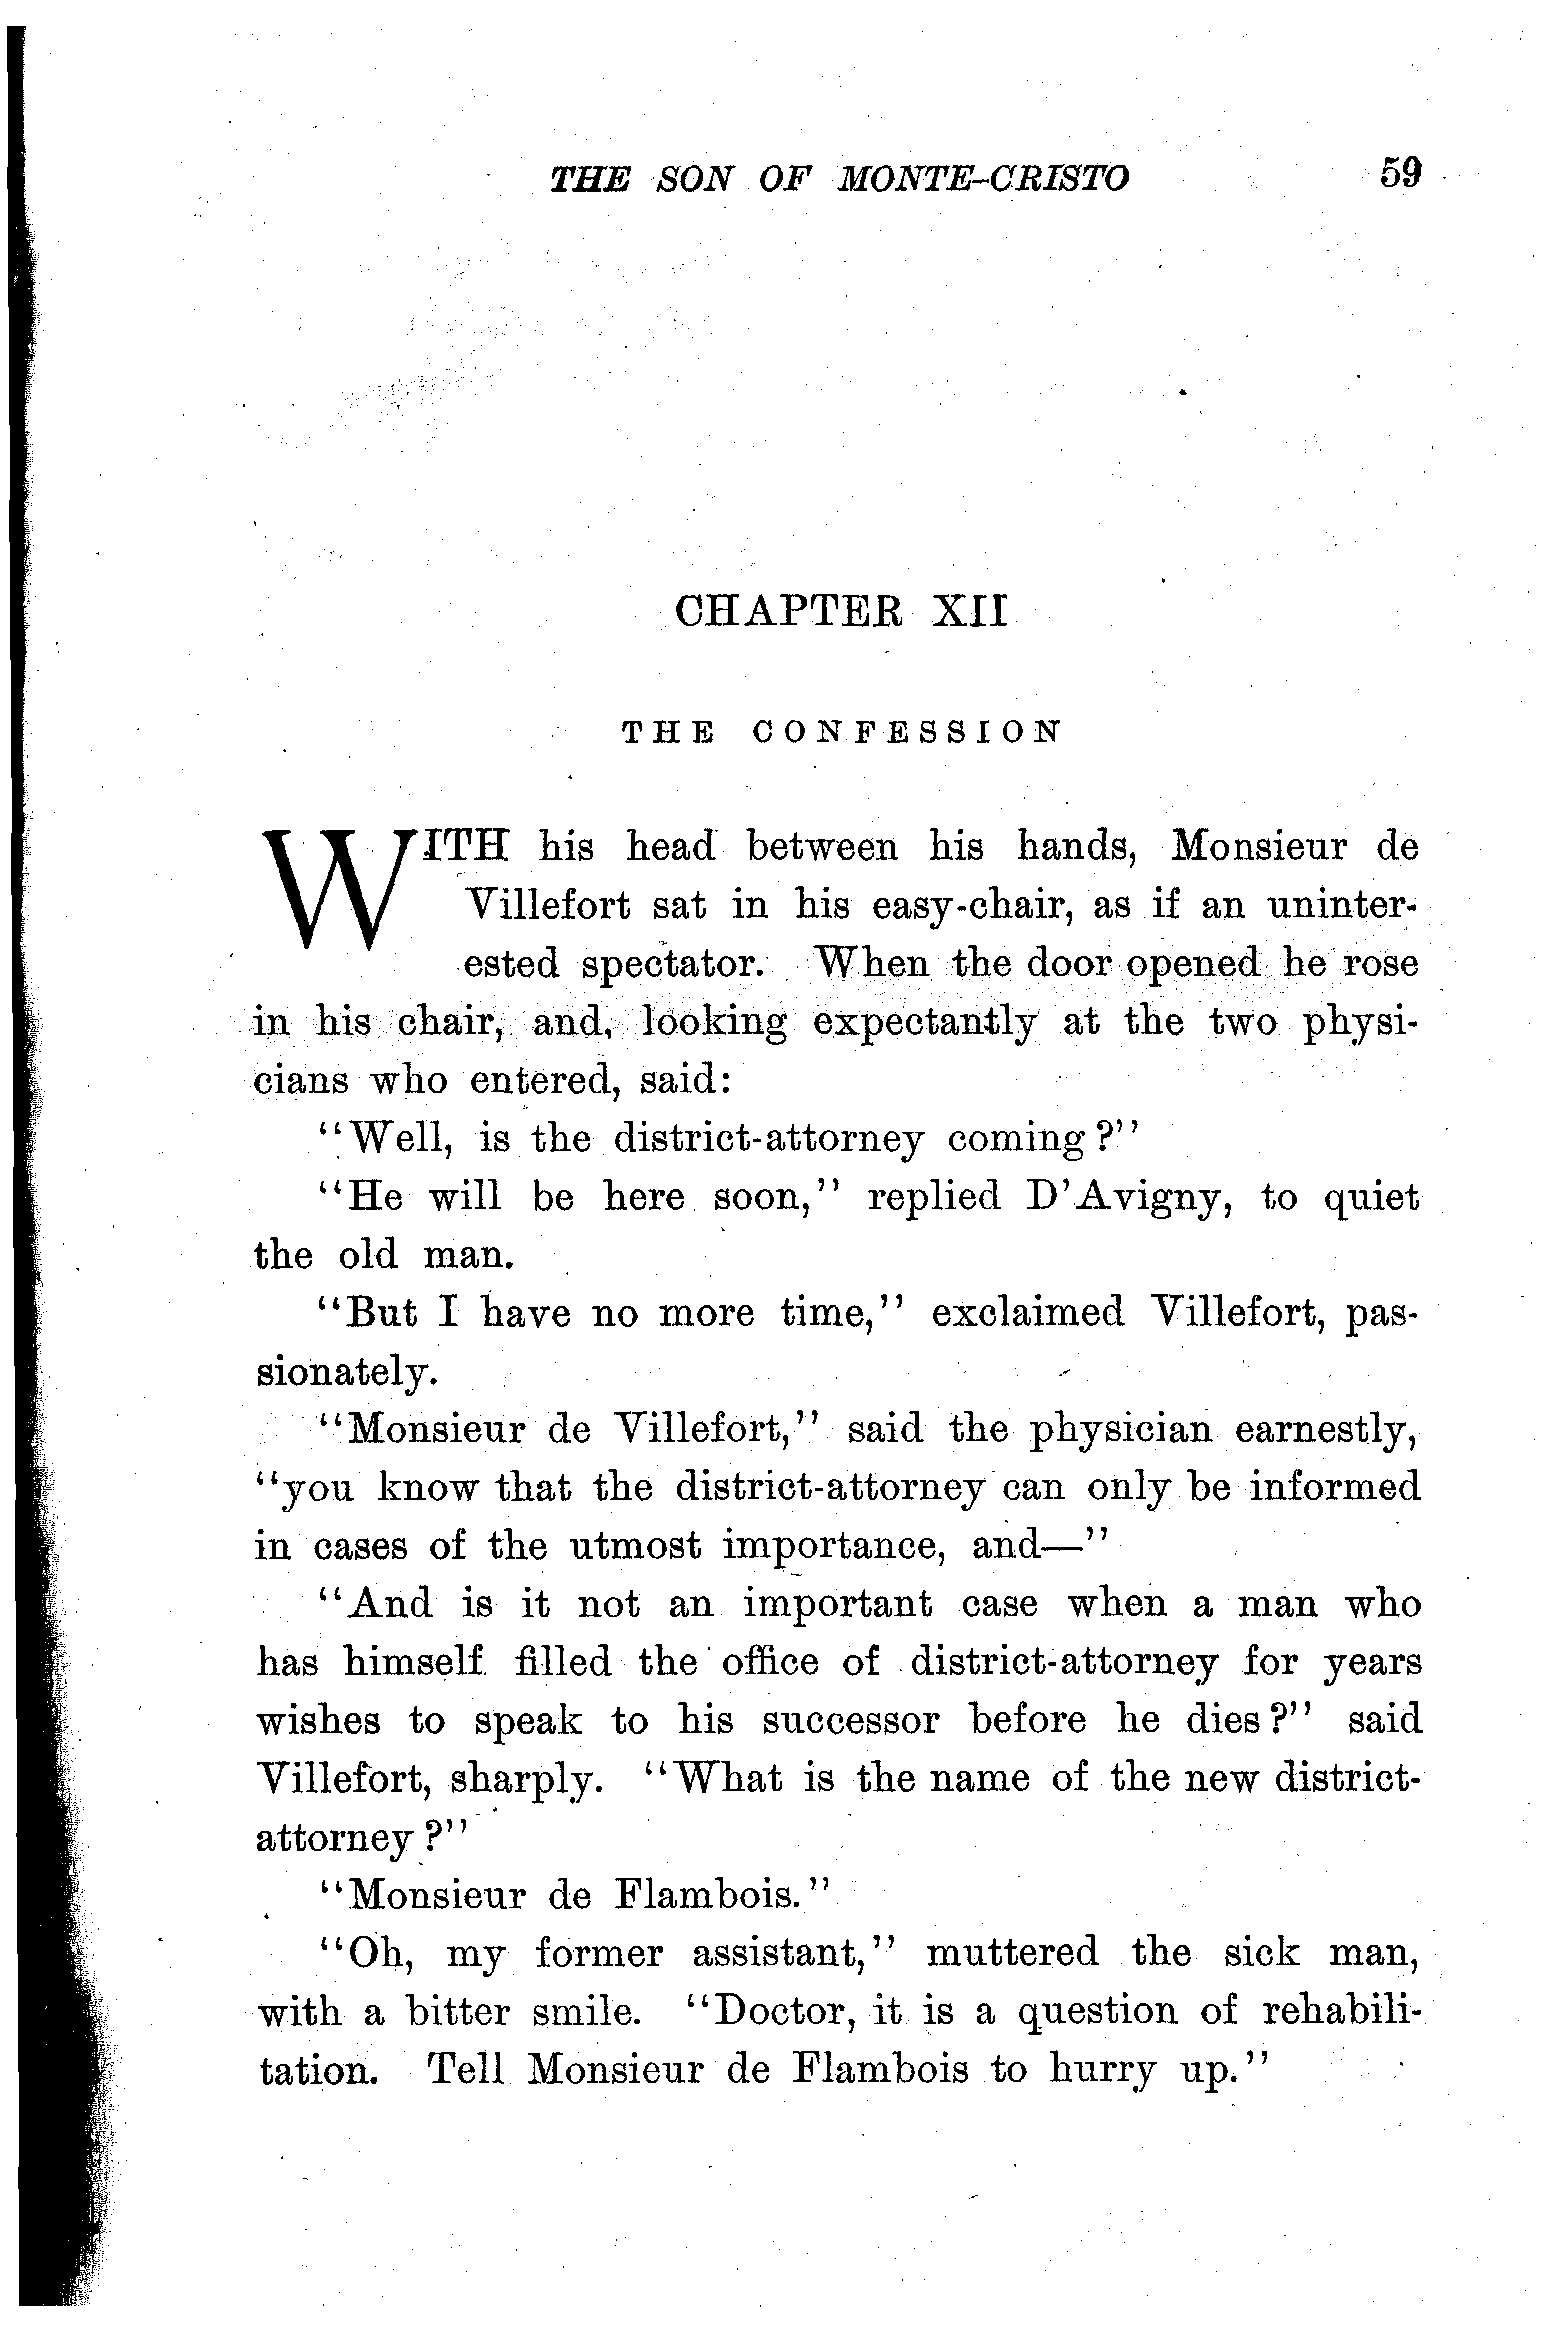 THE SON OF MONTE-CRISTO 59
CHAPTER XII
THE CONFESSION
WITH his head between his hands, Monsieur de
Villefort sat in his easy-chair, as if an uninter-
ested spectator. When the door opened he rose
in his chair, and, looking expectantly at the two physi-
cians who entered, said:
"Well, is the district-attorney coming?"
"He will be here soon," replied D'Avigny, to quiet
the old man.
"But I have no more time," exclaimed Villefort, pas-
sionately.
"Monsieur de Villefort," said the physician earnestly,
"you know that the district-attorney can only be informed
in cases of the utmost importance, and—"
"And is it not an important case when a man who
has himself filled the office of district-attorney for years
wishes to speak to his successor before he dies?" said
Villefort, sharply. "What is the name of the new district-
attorney?"
"Monsieur de Flambois."
"Oh, my former assistant," muttered the sick man,
with a bitter smile. "Doctor, it is a question of rehabili-
tation. Tell Monsieur de Flambois to hurry up."